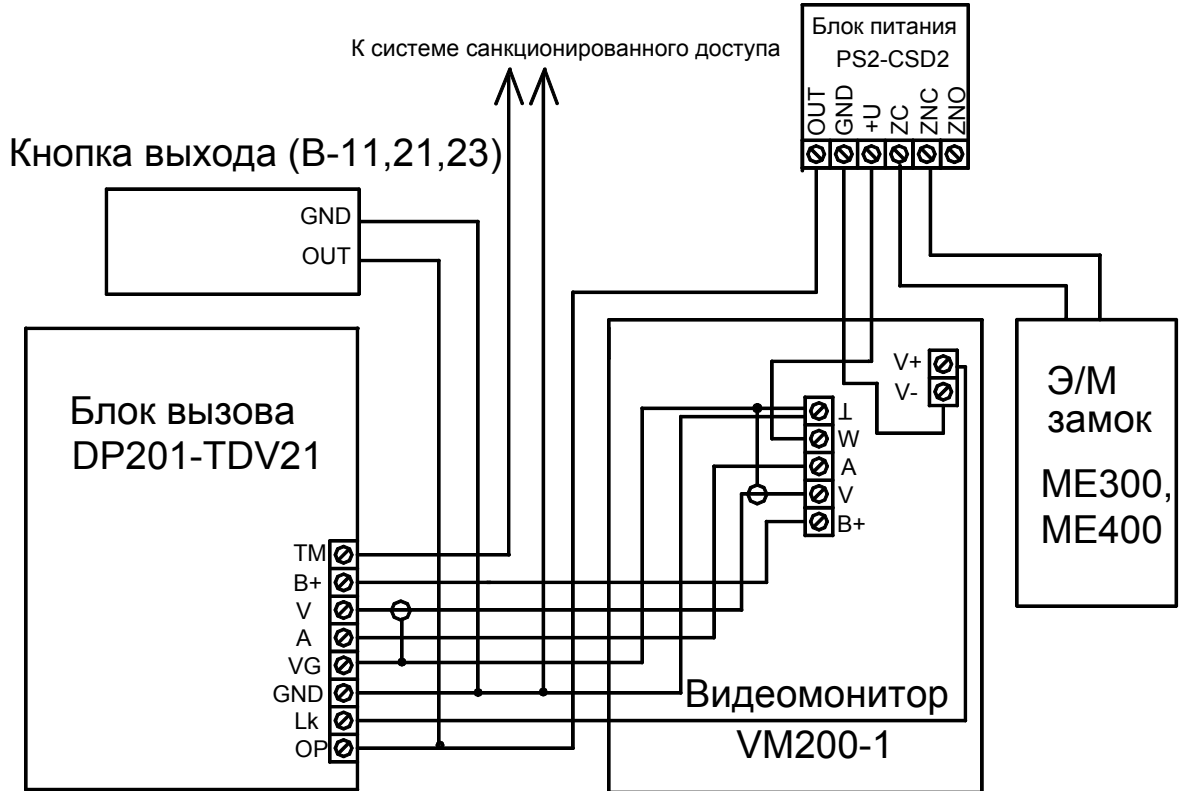 Блок питания
PS2-CSD2
К системе санкционированного доступа
OUT
GND
+U
ZC
ZNC
ZNO
Кнопка выхода (В-11,21,23)
GND
OUT
Блок вызова
DP201-TDV21
TM
B+
V
A
VG
GND
Lk
OP
V+
V-
⊥
W
A
V
B+
Видеомонитор
VM200-1
Э/М
замок
ME300,
ME400